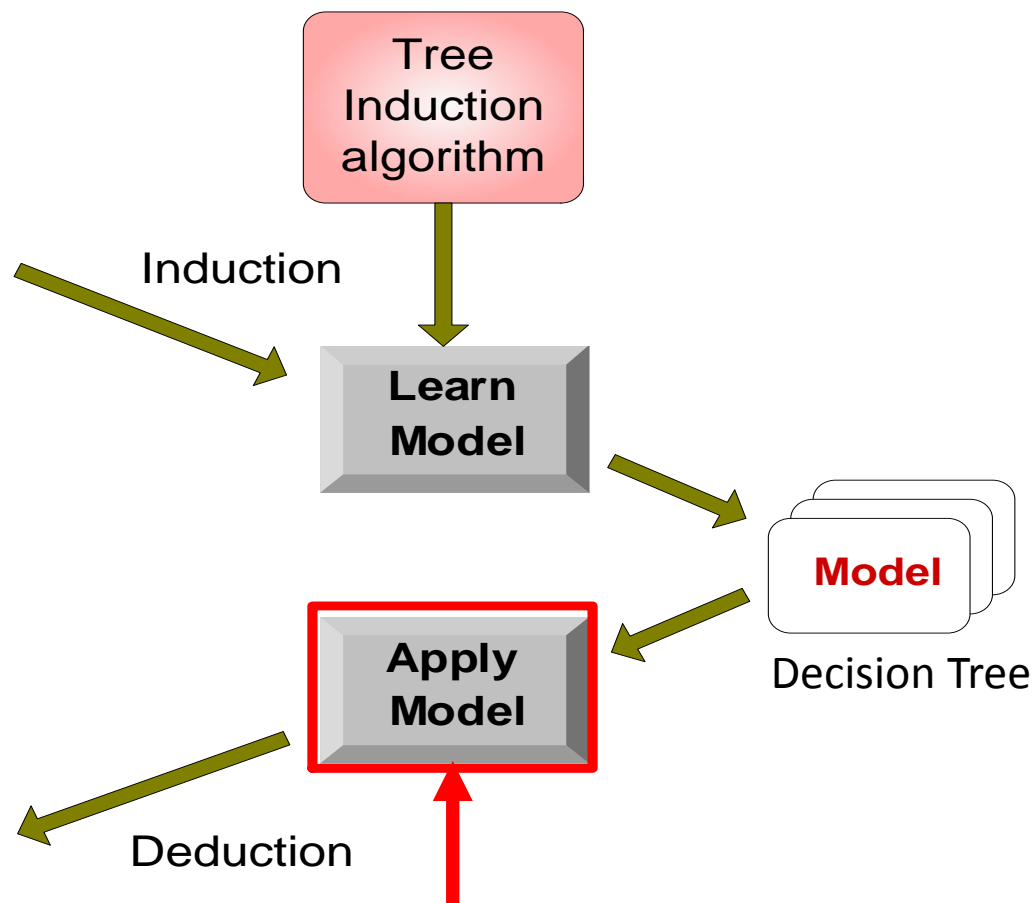 Tree
Induction
algorithm
Induction
Learn
Model
Model
Apply
Model
Decision Tree
Deduction